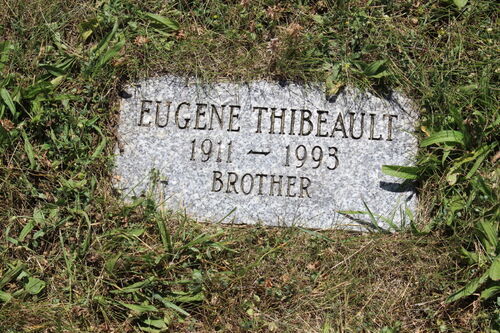 EUGENE THIBEAULT
1911 — 1993
BROTHER